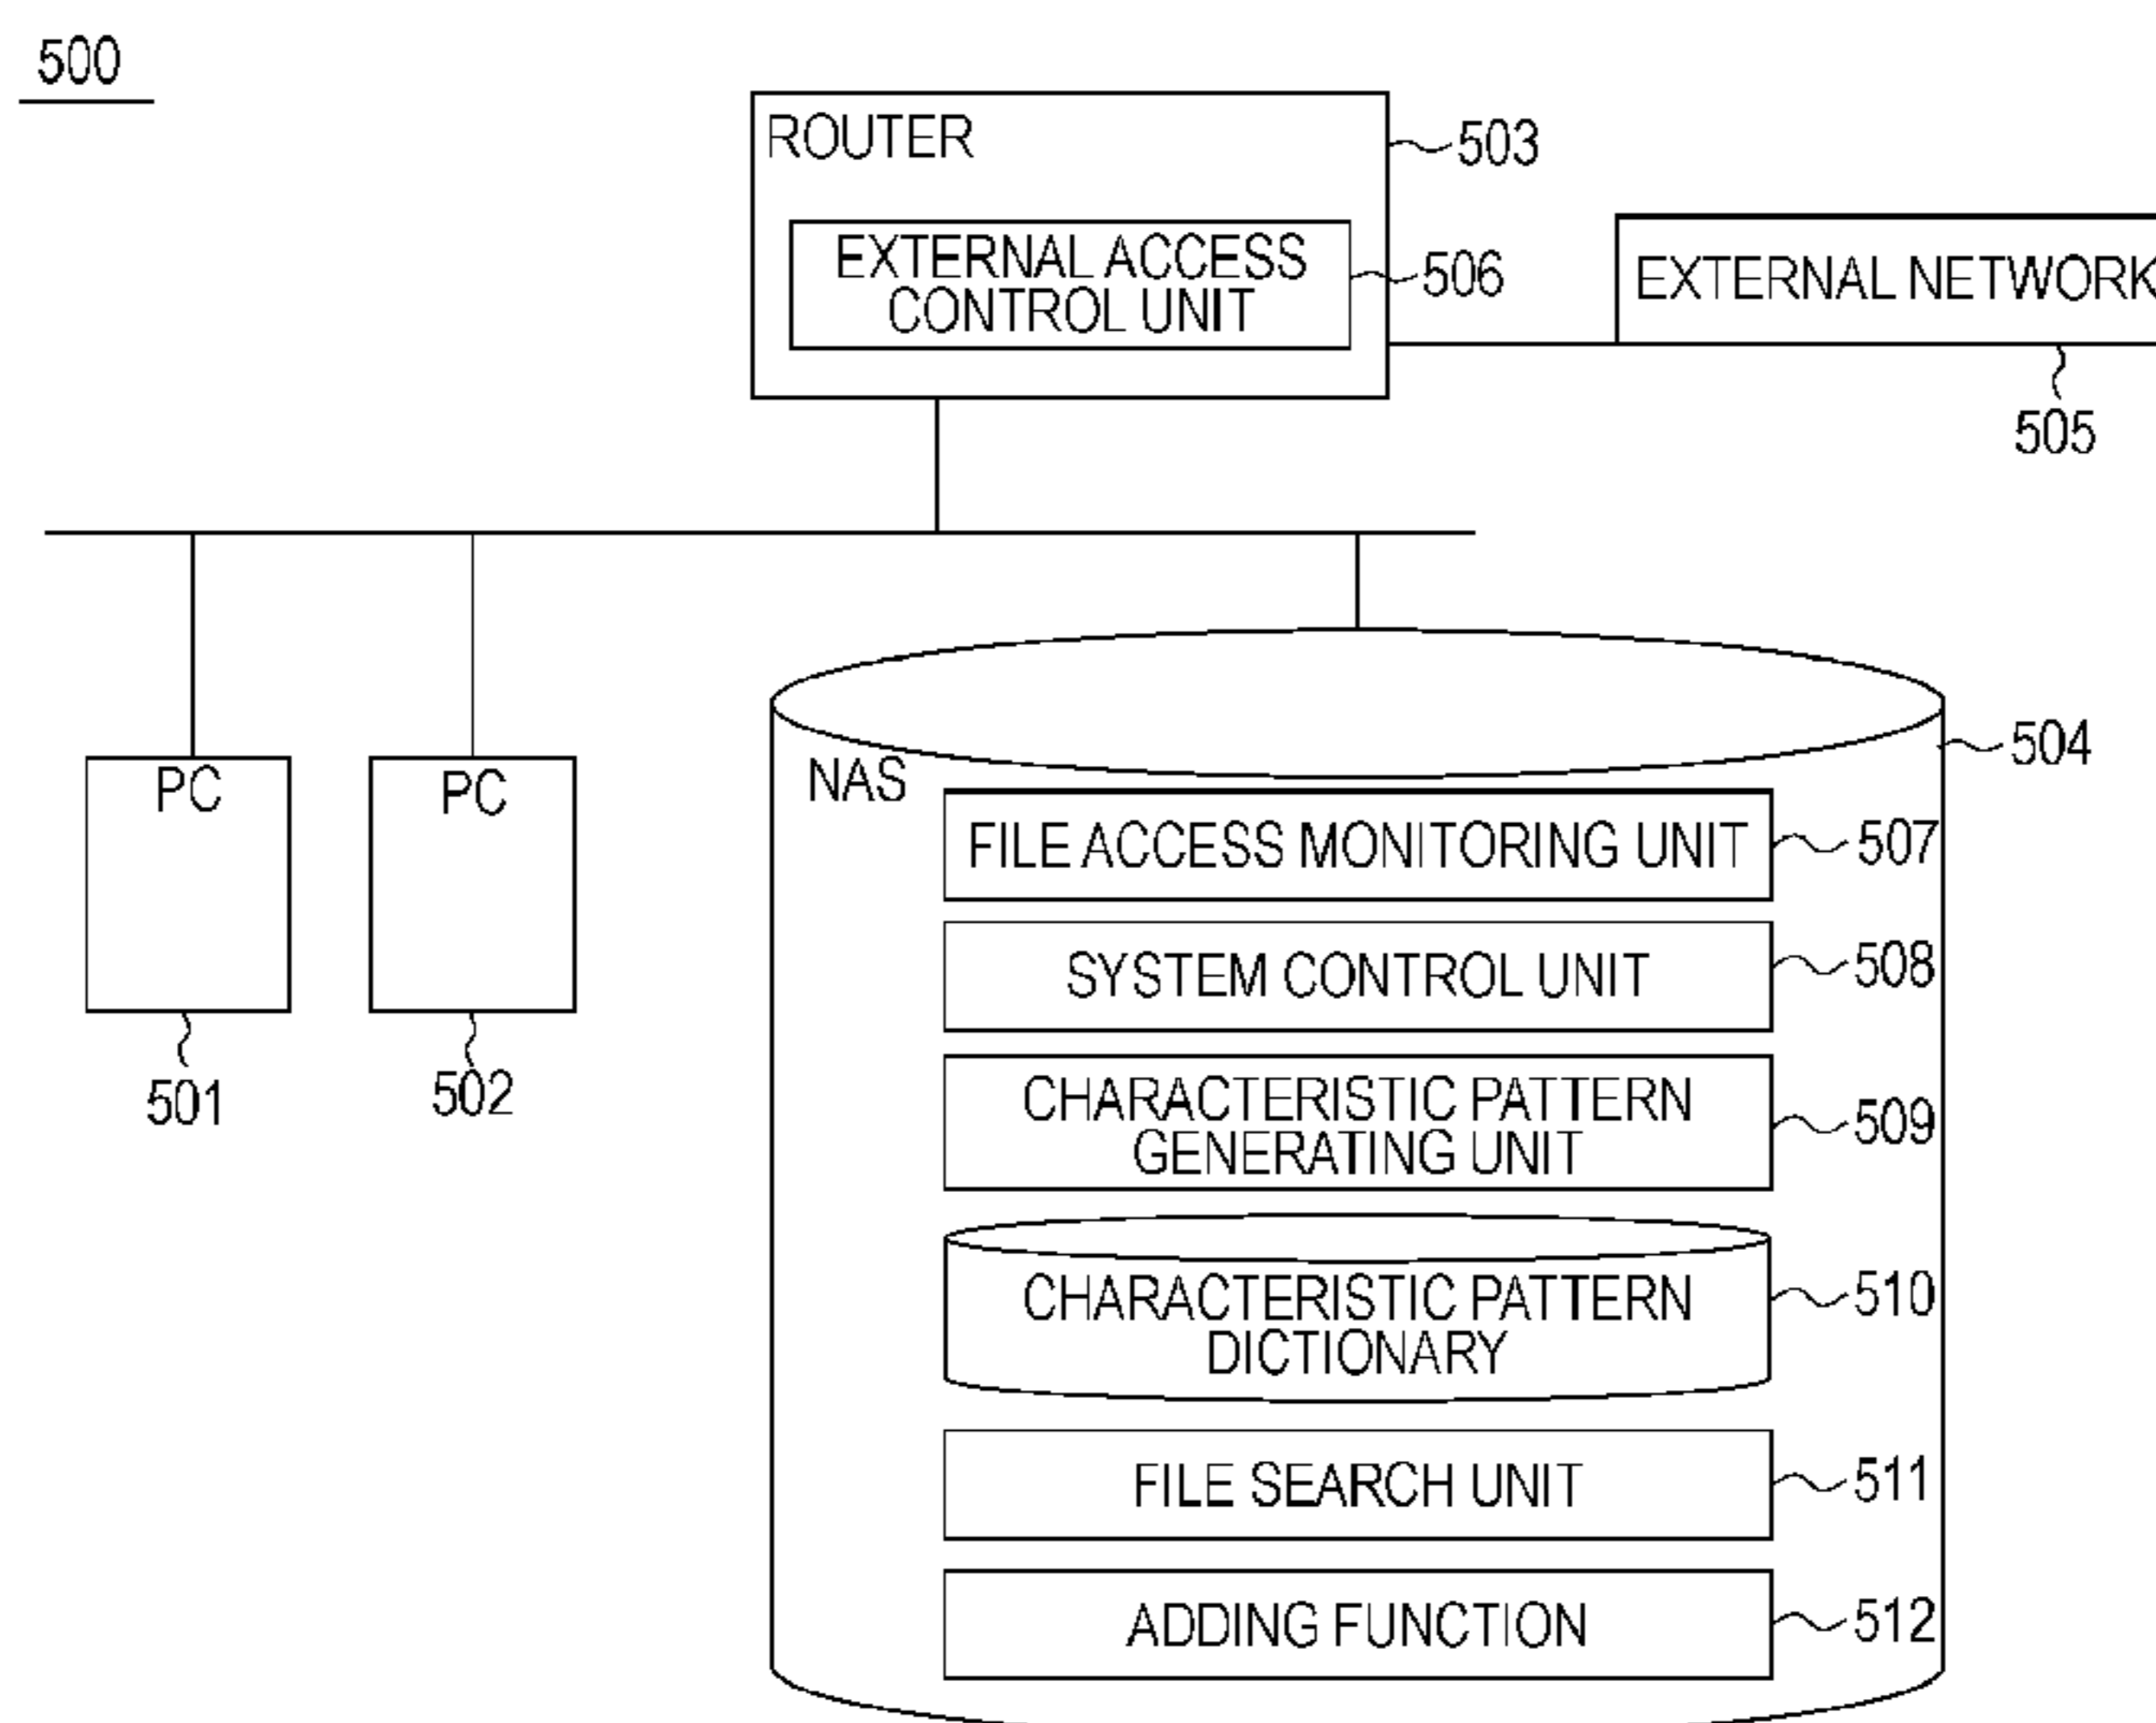 500
ROUTER
503
EXTERNAL ACCESS
CONTROL UNIT
506
EXTERNAL NETWORK
505
NAS
504
PC
PC
FILE ACCESS MONITORING UNIT
507
SYSTEM CONTROL UNIT
508
501
502
CHARACTERISTIC PATTERN
GENERATING UNIT
509
CHARACTERISTIC PATTERN
DICTIONARY
510
FILE SEARCH UNIT
511
ADDING FUNCTION
512